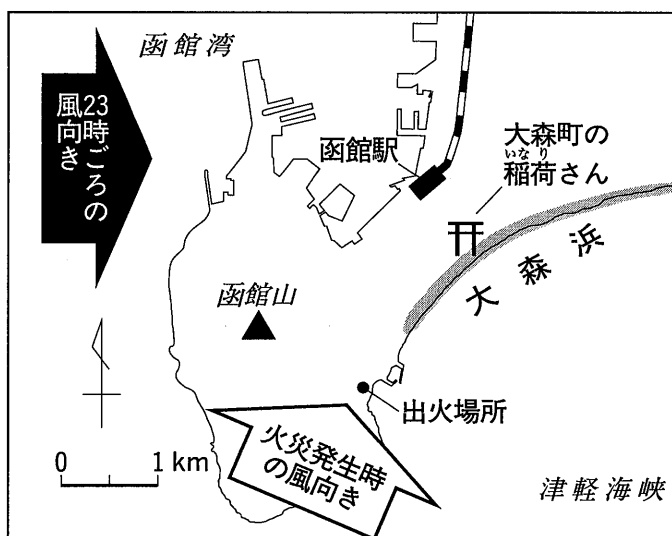 函館湾
23時ごろの
風向き
函館駅
大森町の
いなり
稲荷さん
大森浜
函館山
出火場所
火災発生時
の風向き
0 1km
津軽海峡